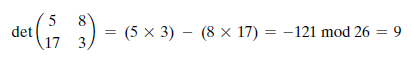 det ( 5 8 ; 17 3 ) = (5 × 3) − (8 × 17) = −121 mod 26 = 9